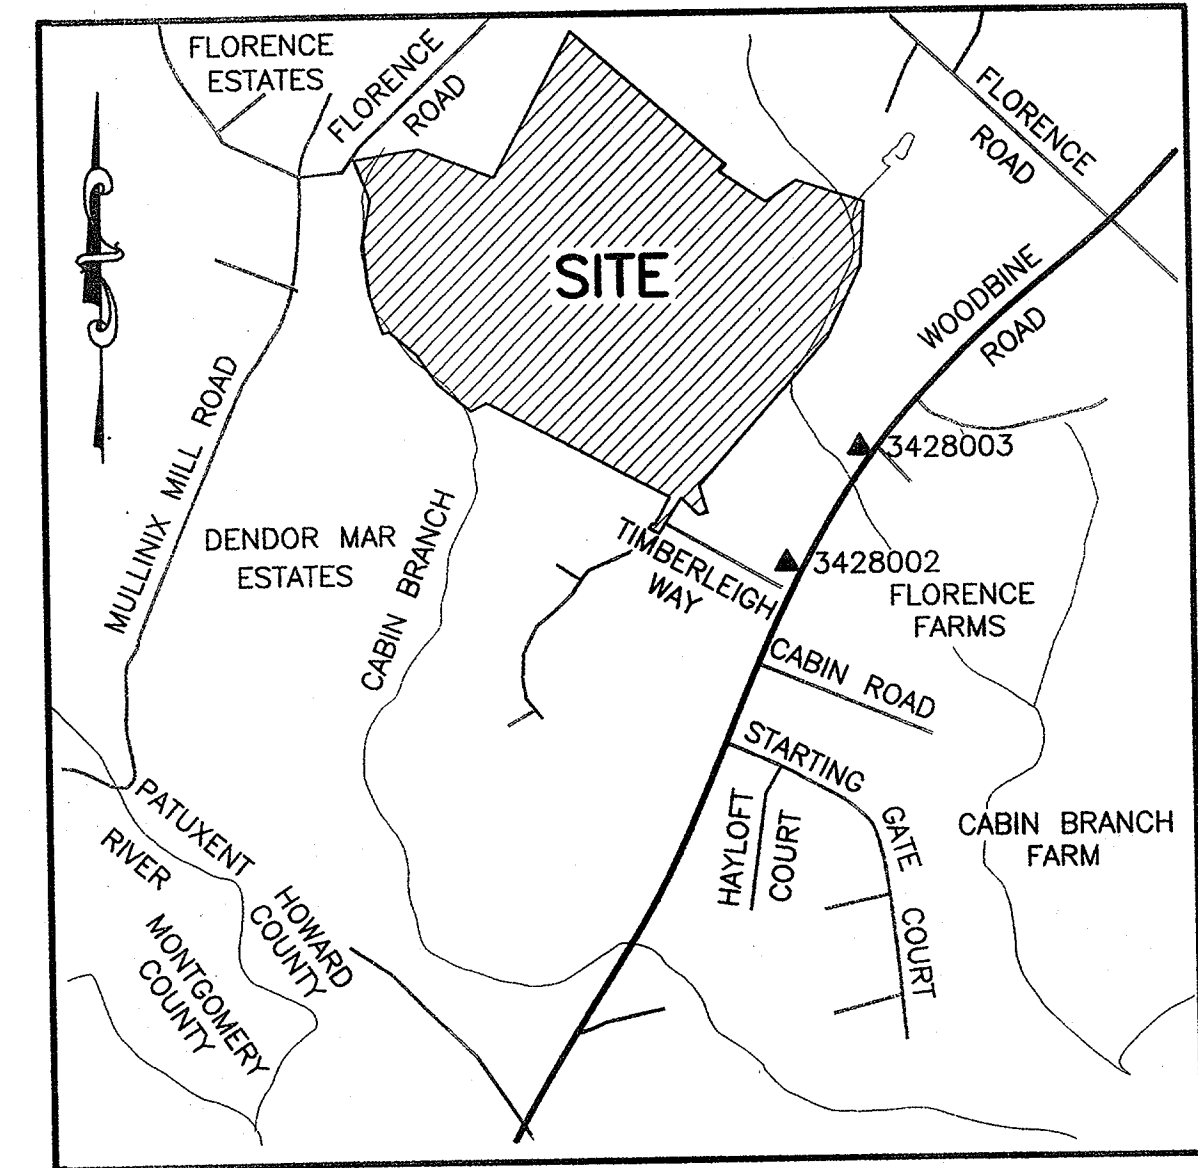 FLORENCE
ESTATES
FLORENCE
ROAD
FLORENCE
ROAD
SITE
WOODBINE
ROAD
MULLINIX MILL ROAD
3428003
DENDOR MAR
ESTATES
CABIN BRANCH
TIMBERLEIGH
WAY
3428002
FLORENCE
FARMS
CABIN ROAD
STARTING
GATE
COURT
HAYLOFT
COURT
CABIN BRANCH
FARM
PATUXENT
RIVER
HOWARD
COUNTY
MONTGOMERY
COUNTY